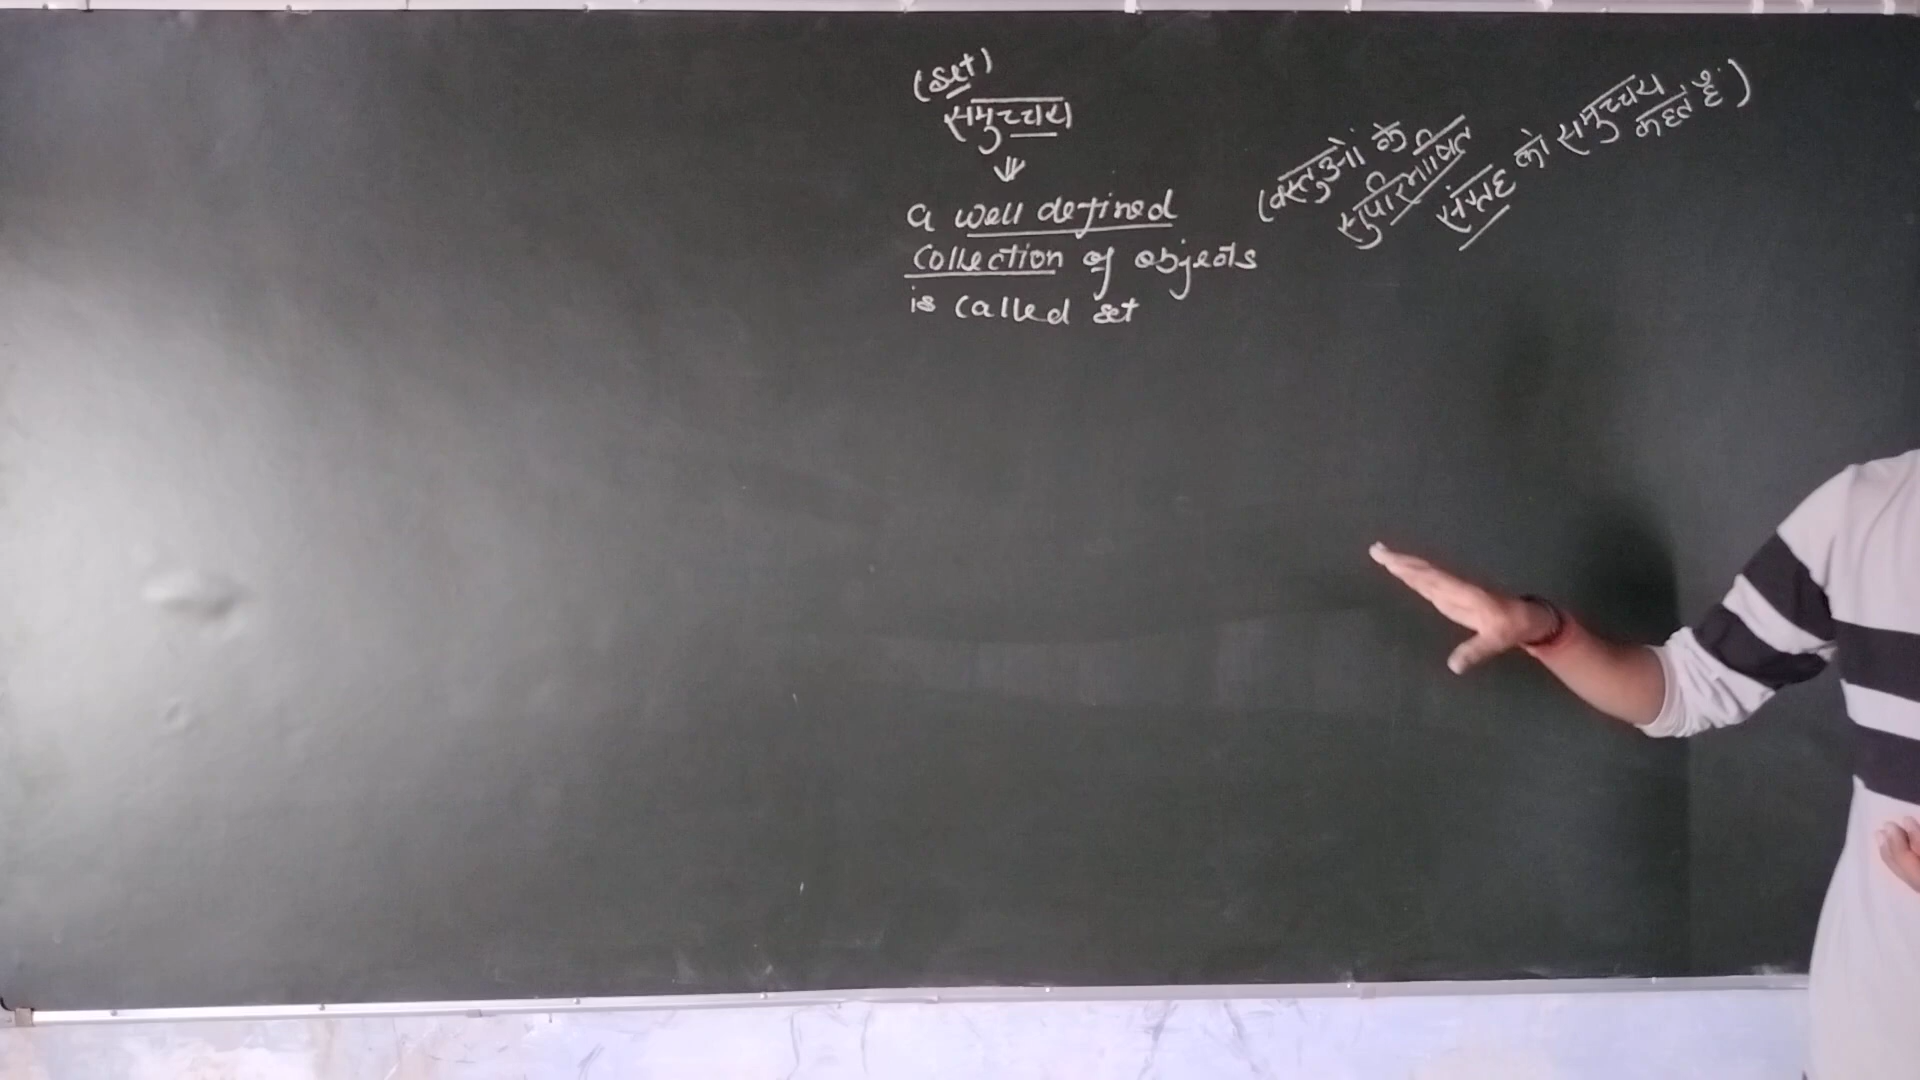 (set)
समुच्चय
⇓
a well defined
collection of objects
is called set
(वस्तुओं के
सुपरिभाषित
संग्रह को समुच्चय
कहते हैं)